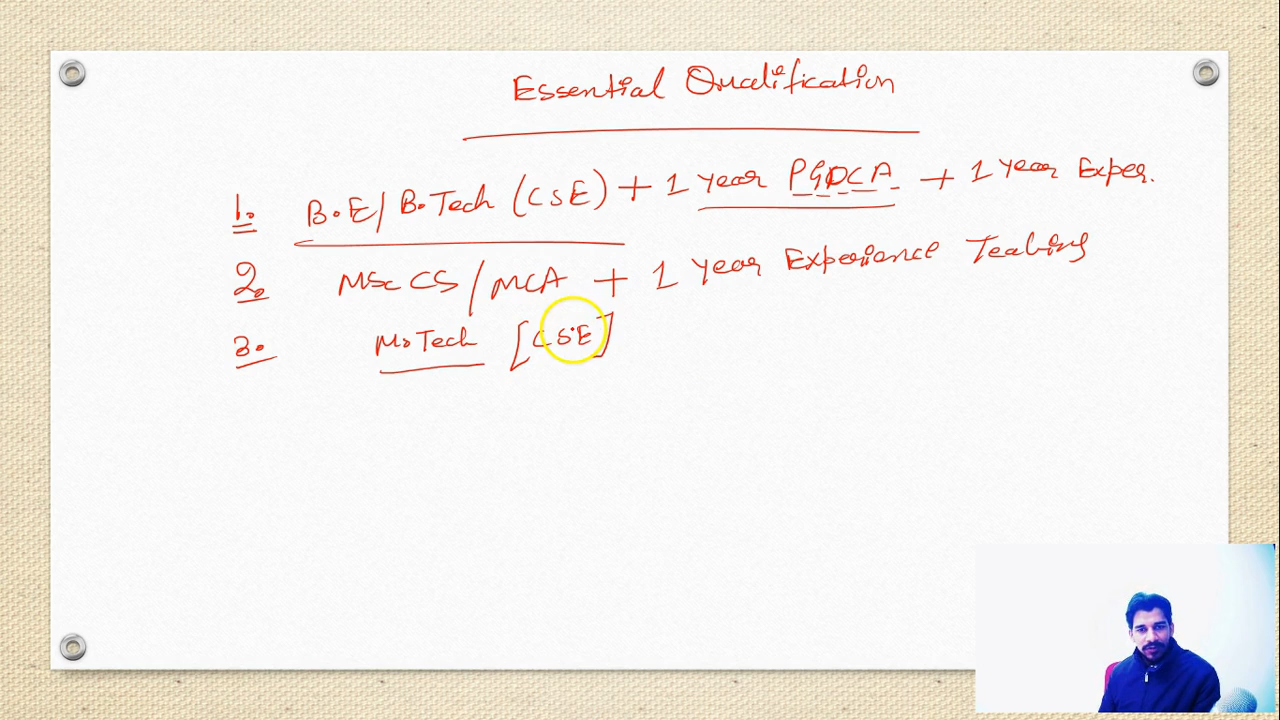 Essential Qualification
1. B.E/B.Tech (CSE) + 1 year PGDCA + 1 year Exper.
2. MSc CS/MCA + 1 year Experience Teaching
3. M.Tech [CSE]